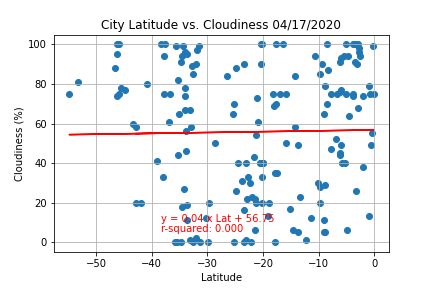 City Latitude vs. Cloudiness 04/17/2020
Cloudiness (%)
100
80
60
40
20
0
y = 0.04 x Lat + 56.75
r-squared: 0.000
−50
−40
−30
−20
−10
0
Latitude